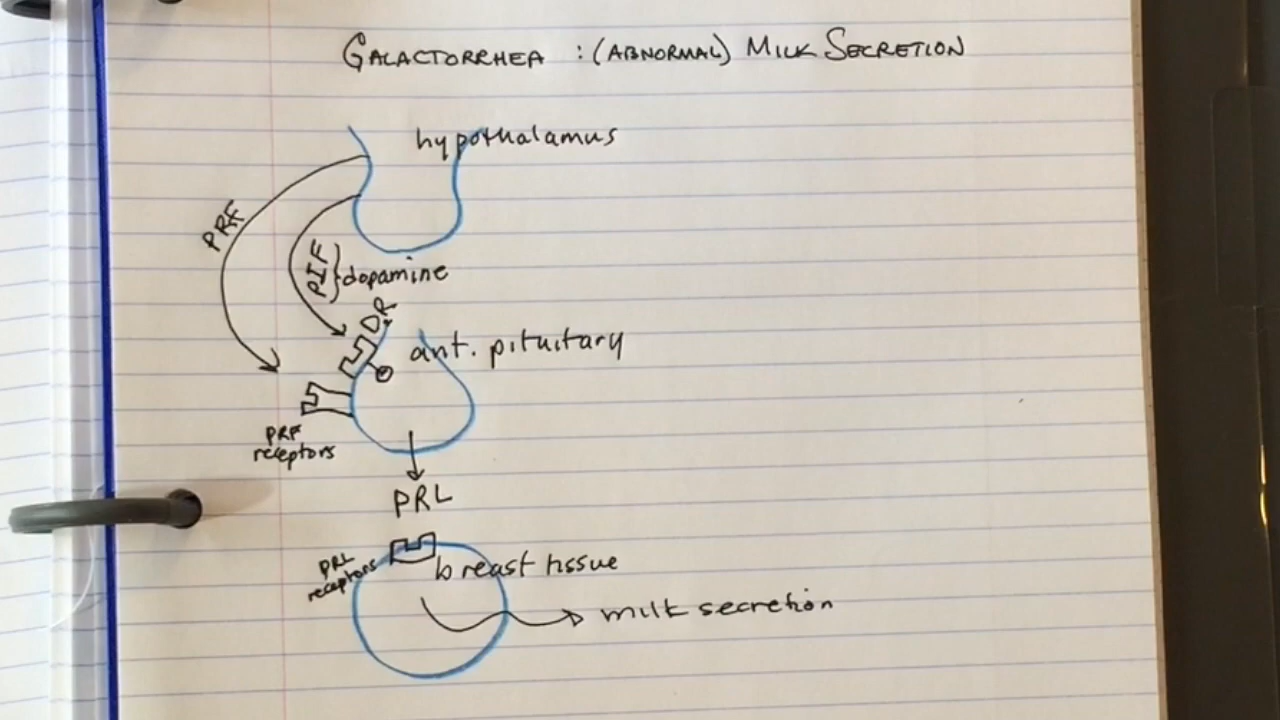 GALACTORRHEA : (ABNORMAL) MILK SECRETION
hypothalamus
PRF
PIF } dopamine
DR
ant. pituitary
PRF
receptors
PRL
PRL
receptors
breast tissue
milk secretion